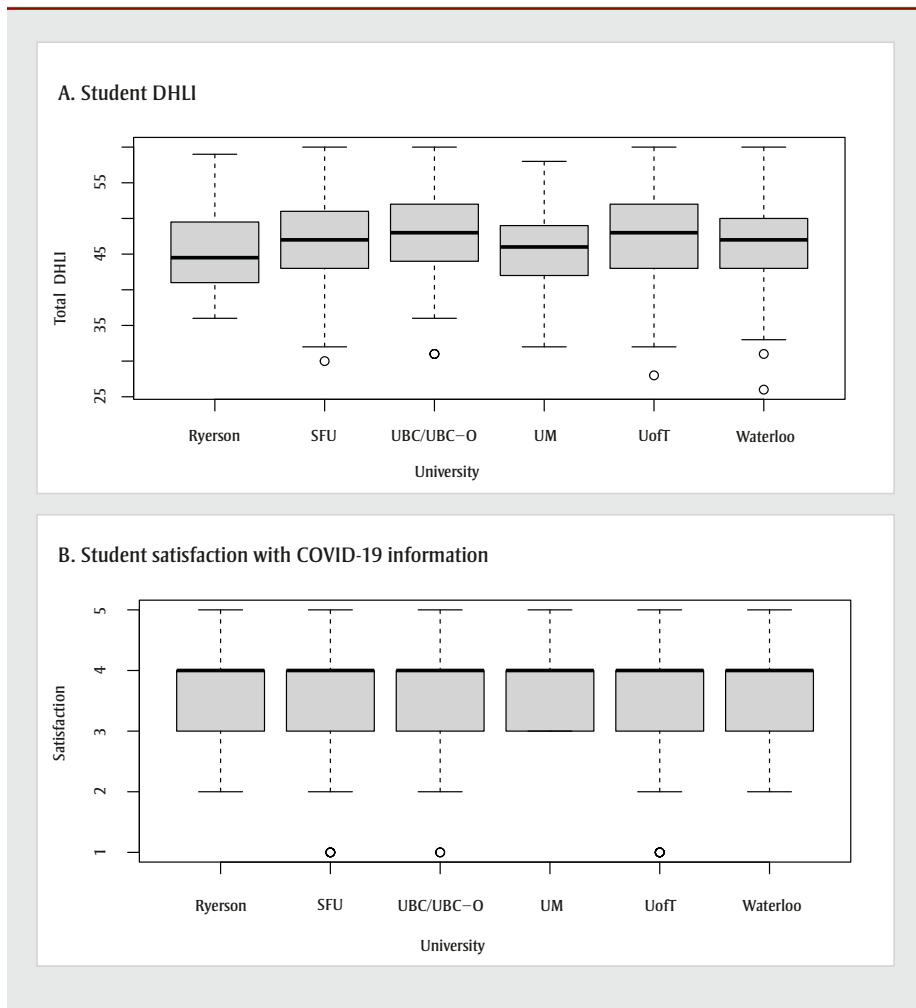 A. Student DHLI
Total DHLI
55
45
35
25
Ryerson SFU UBC/UBC–O UM UofT Waterloo
University
B. Student satisfaction with COVID-19 information
Satisfaction
5
4
3
2
1
Ryerson SFU UBC/UBC–O UM UofT Waterloo
University